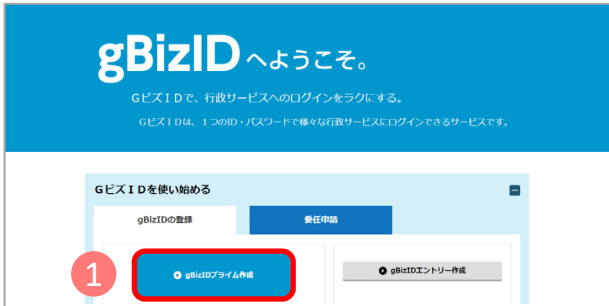 gBizID へようこそ。
GビズＩＤで、行政サービスへのログインをラクにする。
GビズＩＤは、１つのID・パスワードで様々な行政サービスにログインできるサービスです。
GビズＩＤを使い始める
gBizIDの登録 委任申請
1 gBizIDプライム作成 gBizIDエントリー作成